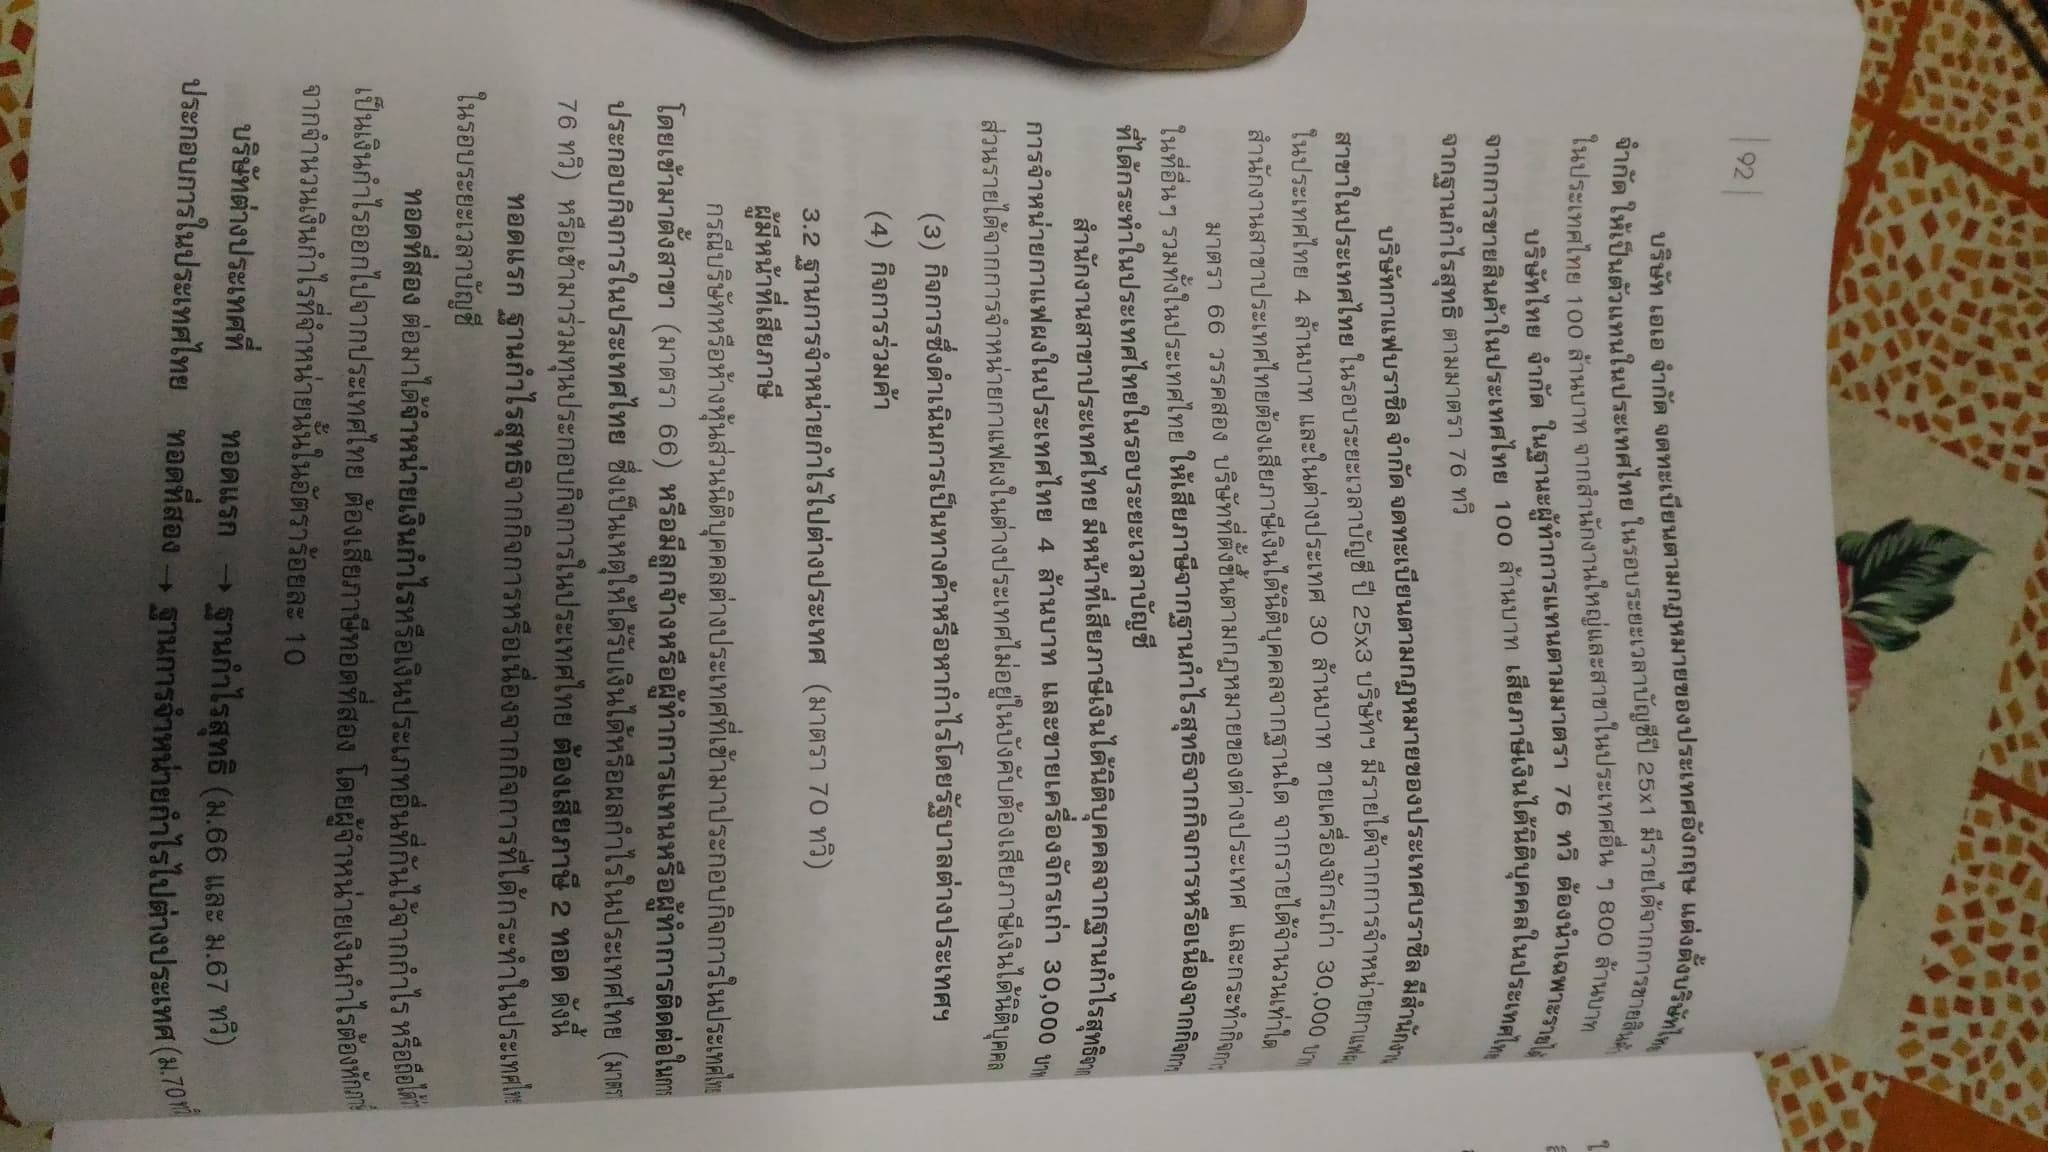 92
บริษัท เอเอ จำกัด จดทะเบียนตามกฎหมายของประเทศอังกฤษ แต่งตั้งบริษัทไทย
จำกัด ให้เป็นตัวแทนในประเทศไทย ในรอบระยะเวลาบัญชีปี 25x1 มีรายได้จากการขายสินค้า
ในประเทศไทย 100 ล้านบาท จากสำนักงานใหญ่และสาขาในประเทศอื่น ๆ 800 ล้านบาท
บริษัทไทย จำกัด ในฐานะผู้ทำการแทนตามมาตรา 76 ทวิ ต้องนำเฉพาะรายได้
จากการขายสินค้าในประเทศไทย 100 ล้านบาท เสียภาษีเงินได้นิติบุคคลในประเทศไทย
จากฐานกำไรสุทธิ ตามมาตรา 76 ทวิ
บริษัทกาแฟบราซิล จำกัด จดทะเบียนตามกฎหมายของประเทศบราซิล มีสำนักงาน
สาขาในประเทศไทย ในรอบระยะเวลาบัญชี ปี 25x3 บริษัทฯ มีรายได้จากการจำหน่ายกาแฟผง
ในประเทศไทย 4 ล้านบาท และในต่างประเทศ 30 ล้านบาท ขายเครื่องจักรเก่า 30,000 บาท
สำนักงานสาขาประเทศไทยต้องเสียภาษีเงินได้นิติบุคคลจากฐานใด จากรายได้จำนวนเท่าใด
มาตรา 66 วรรคสอง บริษัทที่ตั้งขึ้นตามกฎหมายของต่างประเทศ และกระทำกิจการ
ในที่อื่นๆ รวมทั้งในประเทศไทย ให้เสียภาษีจากฐานกำไรสุทธิจากกิจการหรือเนื่องจากกิจการ
ที่ได้กระทำในประเทศไทยในรอบระยะเวลาบัญชี
สำนักงานสาขาประเทศไทย มีหน้าที่เสียภาษีเงินได้นิติบุคคลจากฐานกำไรสุทธิจาก
การจำหน่ายกาแฟผงในประเทศไทย 4 ล้านบาท และขายเครื่องจักรเก่า 30,000 บาท
ส่วนรายได้จากการจำหน่ายกาแฟผงในต่างประเทศไม่อยู่ในบังคับต้องเสียภาษีเงินได้นิติบุคคล
(3) กิจการซึ่งดำเนินการเป็นทางค้าหรือหากำไรโดยรัฐบาลต่างประเทศฯ
(4) กิจการร่วมค้า
3.2 ฐานการจำหน่ายกำไรไปต่างประเทศ (มาตรา 70 ทวิ)
ผู้มีหน้าที่เสียภาษี
กรณีบริษัทหรือห้างหุ้นส่วนนิติบุคคลต่างประเทศที่เข้ามาประกอบกิจการในประเทศไทย
โดยเข้ามาตั้งสาขา (มาตรา 66) หรือมีลูกจ้างหรือผู้ทำการแทนหรือผู้ทำการติดต่อในการ
ประกอบกิจการในประเทศไทย ซึ่งเป็นเหตุให้ได้รับเงินได้หรือผลกำไรในประเทศไทย (มาตรา
76 ทวิ) หรือเข้ามาร่วมทุนประกอบกิจการในประเทศไทย ต้องเสียภาษี 2 ทอด ดังนี้
ทอดแรก ฐานกำไรสุทธิจากกิจการหรือเนื่องจากกิจการที่ได้กระทำในประเทศไทย
ในรอบระยะเวลาบัญชี
ทอดที่สอง ต่อมาได้จำหน่ายเงินกำไรหรือเงินประเภทอื่นที่กันไว้จากกำไร หรือถือได้ว่า
เป็นเงินกำไรออกไปจากประเทศไทย ต้องเสียภาษีทอดที่สอง โดยผู้จำหน่ายเงินกำไรต้องหักภาษี
จากจำนวนเงินกำไรที่จำหน่ายนั้นในอัตราร้อยละ 10
บริษัทต่างประเทศที่ ทอดแรก → ฐานกำไรสุทธิ (ม.66 และ ม.67 ทวิ)
ประกอบการในประเทศไทย ทอดที่สอง → ฐานการจำหน่ายกำไรไปต่างประเทศ (ม.70 ทวิ